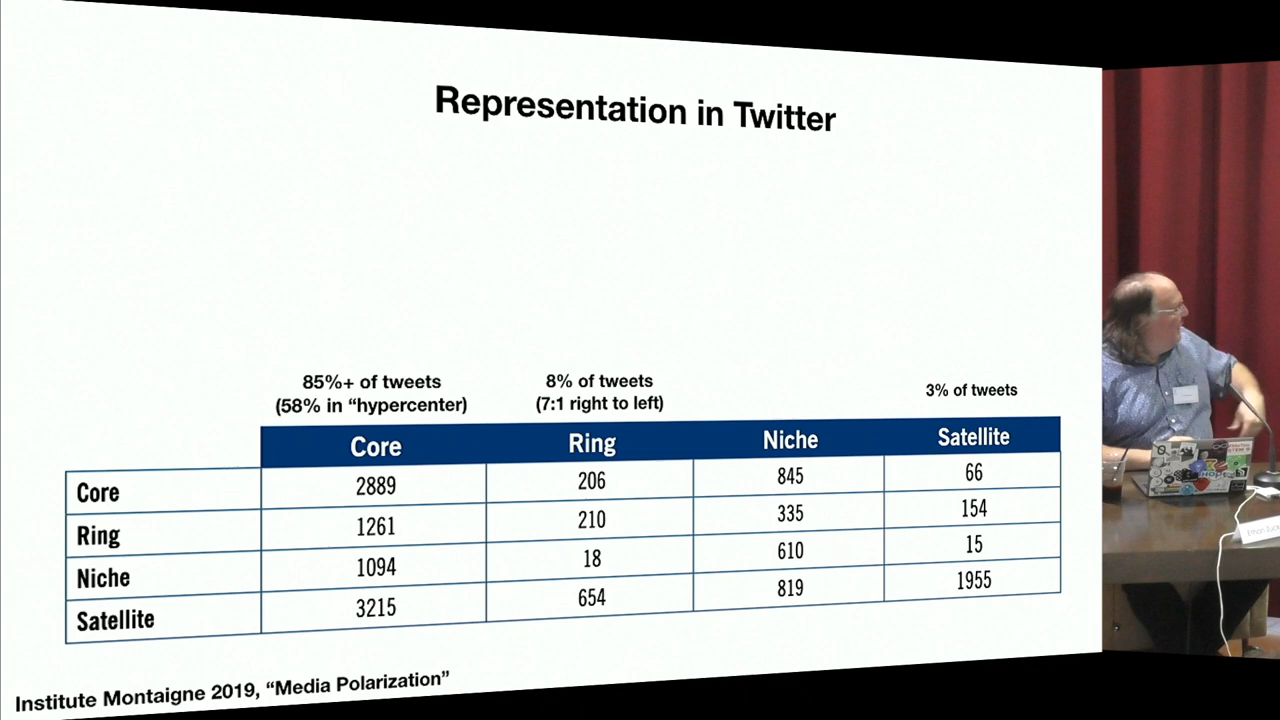 Representation in Twitter
85%+ of tweets
(58% in “hypercenter)
8% of tweets
(7:1 right to left)
3% of tweets
Core Ring Niche Satellite
Core 2889 206 845 66
Ring 1261 210 335 154
Niche 1094 18 610 15
Satellite 3215 654 819 1955
Institute Montaigne 2019, “Media Polarization”
HOPE
Ethan